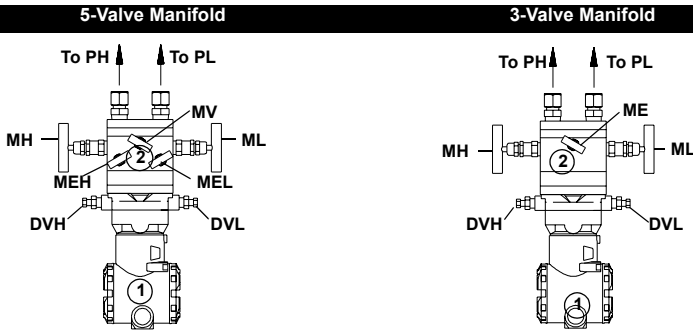 5-Valve Manifold
3-Valve Manifold
To PH
To PL
MV
MH
ML
2
MEH
MEL
DVH
DVL
1
To PH
To PL
ME
MH
ML
2
DVH
DVL
1